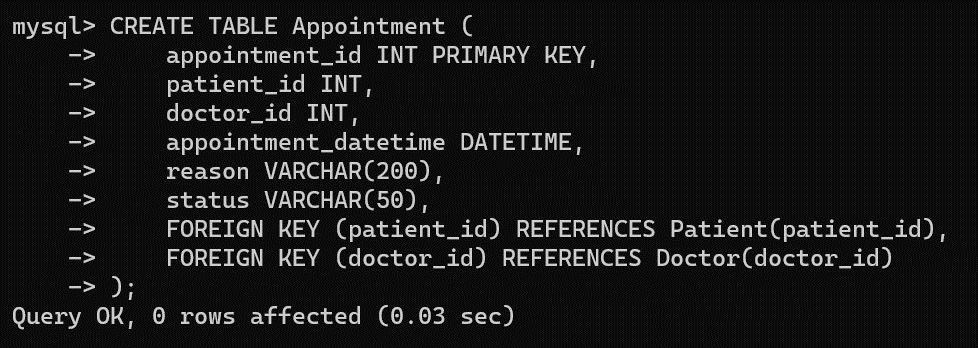 mysql> CREATE TABLE Appointment (
    ->     appointment_id INT PRIMARY KEY,
    ->     patient_id INT,
    ->     doctor_id INT,
    ->     appointment_datetime DATETIME,
    ->     reason VARCHAR(200),
    ->     status VARCHAR(50),
    ->     FOREIGN KEY (patient_id) REFERENCES Patient(patient_id),
    ->     FOREIGN KEY (doctor_id) REFERENCES Doctor(doctor_id)
    -> );
Query OK, 0 rows affected (0.03 sec)